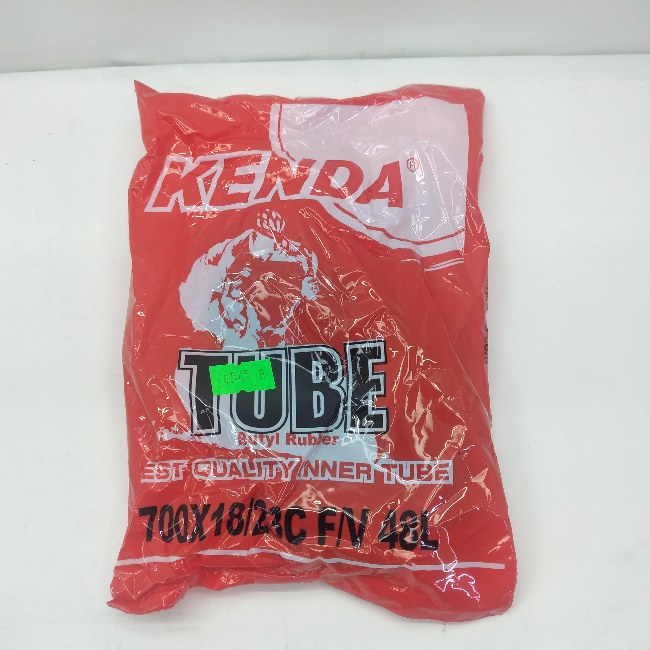 KENDA®
TUBE
Butyl Rubber
EST QUALITY INNER TUBE
700X18/23C F/V 48L